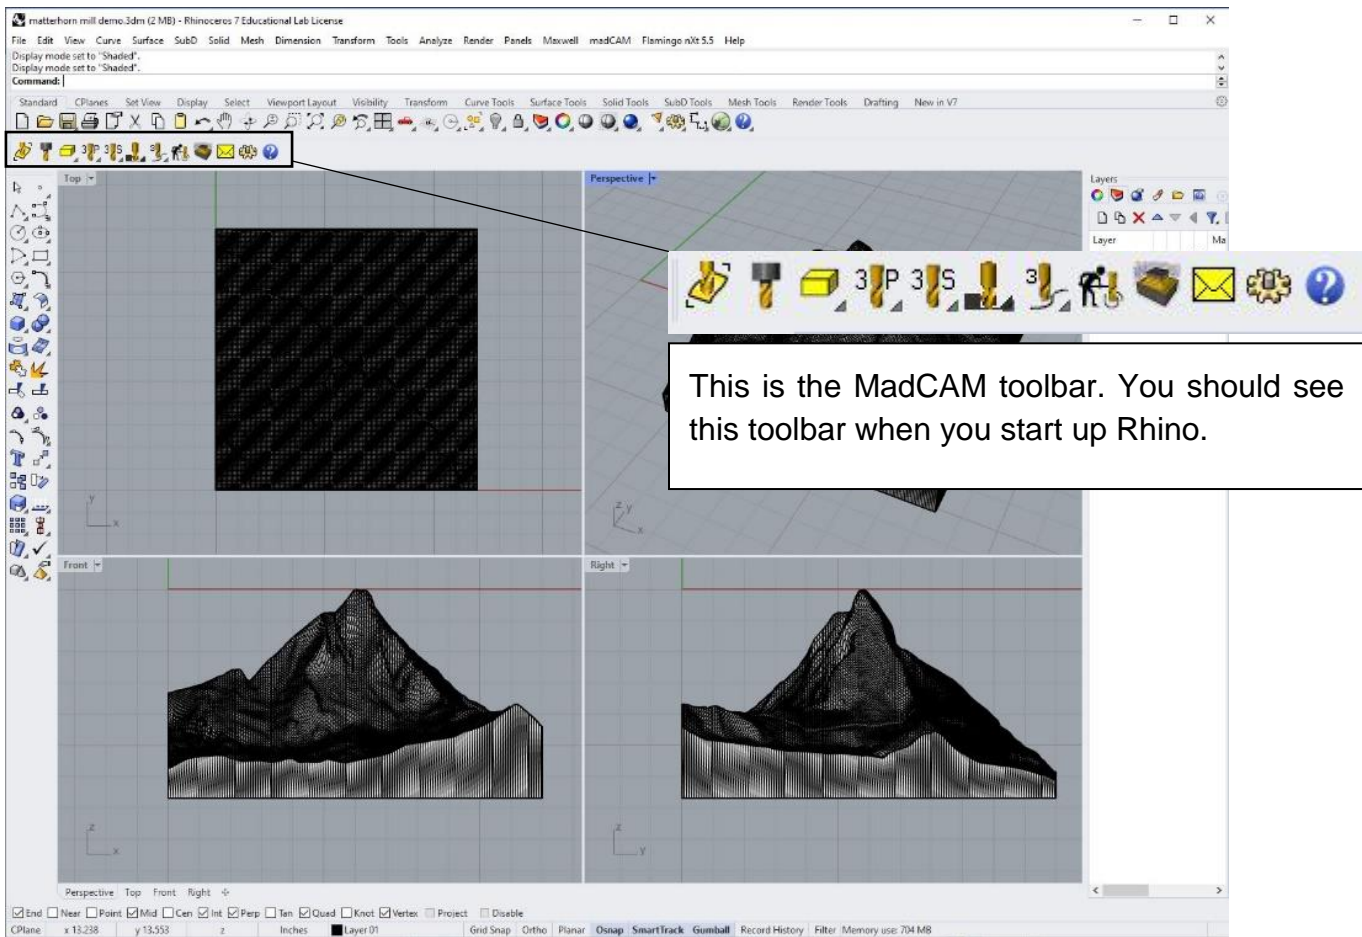 matterhorn mill demo.3dm (2 MB) - Rhinoceros 7 Educational Lab License
File Edit View Curve Surface SubD Solid Mesh Dimension Transform Tools Analyze Render Panels Maxwell madCAM Flamingo nXt 5.5 Help
Display mode set to "Shaded".
Display mode set to "Shaded".
Command:
Standard CPlanes Set View Display Select Viewport Layout Visibility Transform Curve Tools Surface Tools Solid Tools SubD Tools Mesh Tools Render Tools Drafting New in V7
Top
Perspective
Layers
Layer Ma
3 P 3 S 3
This is the MadCAM toolbar. You should see
this toolbar when you start up Rhino.
y
x
z y
x
Front
Right
z
x
z
y
Perspective Top Front Right
End Near Point Mid Cen Int Perp Tan Quad Knot Vertex Project Disable
CPlane x 13.238 y 13.553 z Inches Layer 01 Grid Snap Ortho Planar Osnap SmartTrack Gumball Record History Filter Memory use: 704 MB